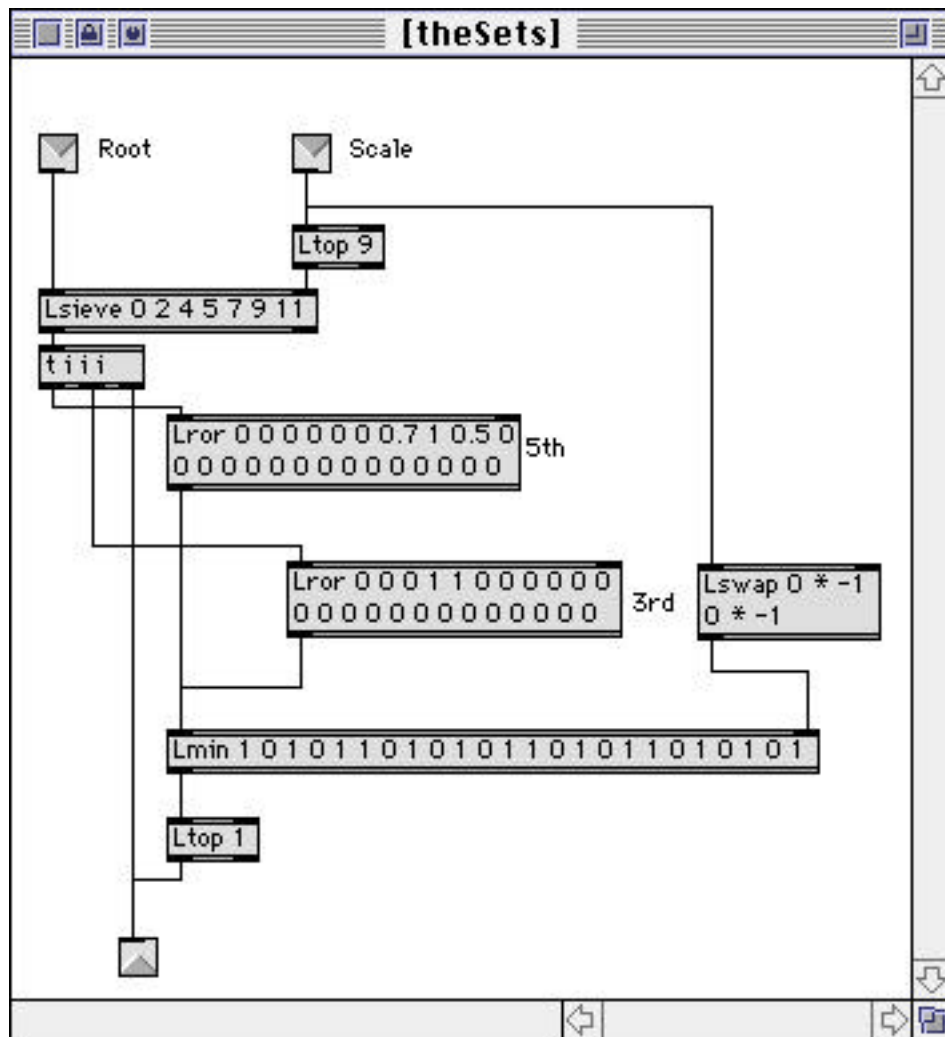 [theSets]
Root
Scale
Ltop 9
Lsieve 0 2 4 5 7 9 11
t i i i
Lror 0 0 0 0 0 0 0.7 1 0.5 0
0 0 0 0 0 0 0 0 0 0 0 0 0 0
5th
Lror 0 0 0 1 1 0 0 0 0 0 0
0 0 0 0 0 0 0 0 0 0 0 0 0
3rd
Lswap 0 * -1
0 * -1
Lmin 1 0 1 0 1 1 0 1 0 1 0 1 1 0 1 0 1 1 0 1 0 1 0 1
Ltop 1